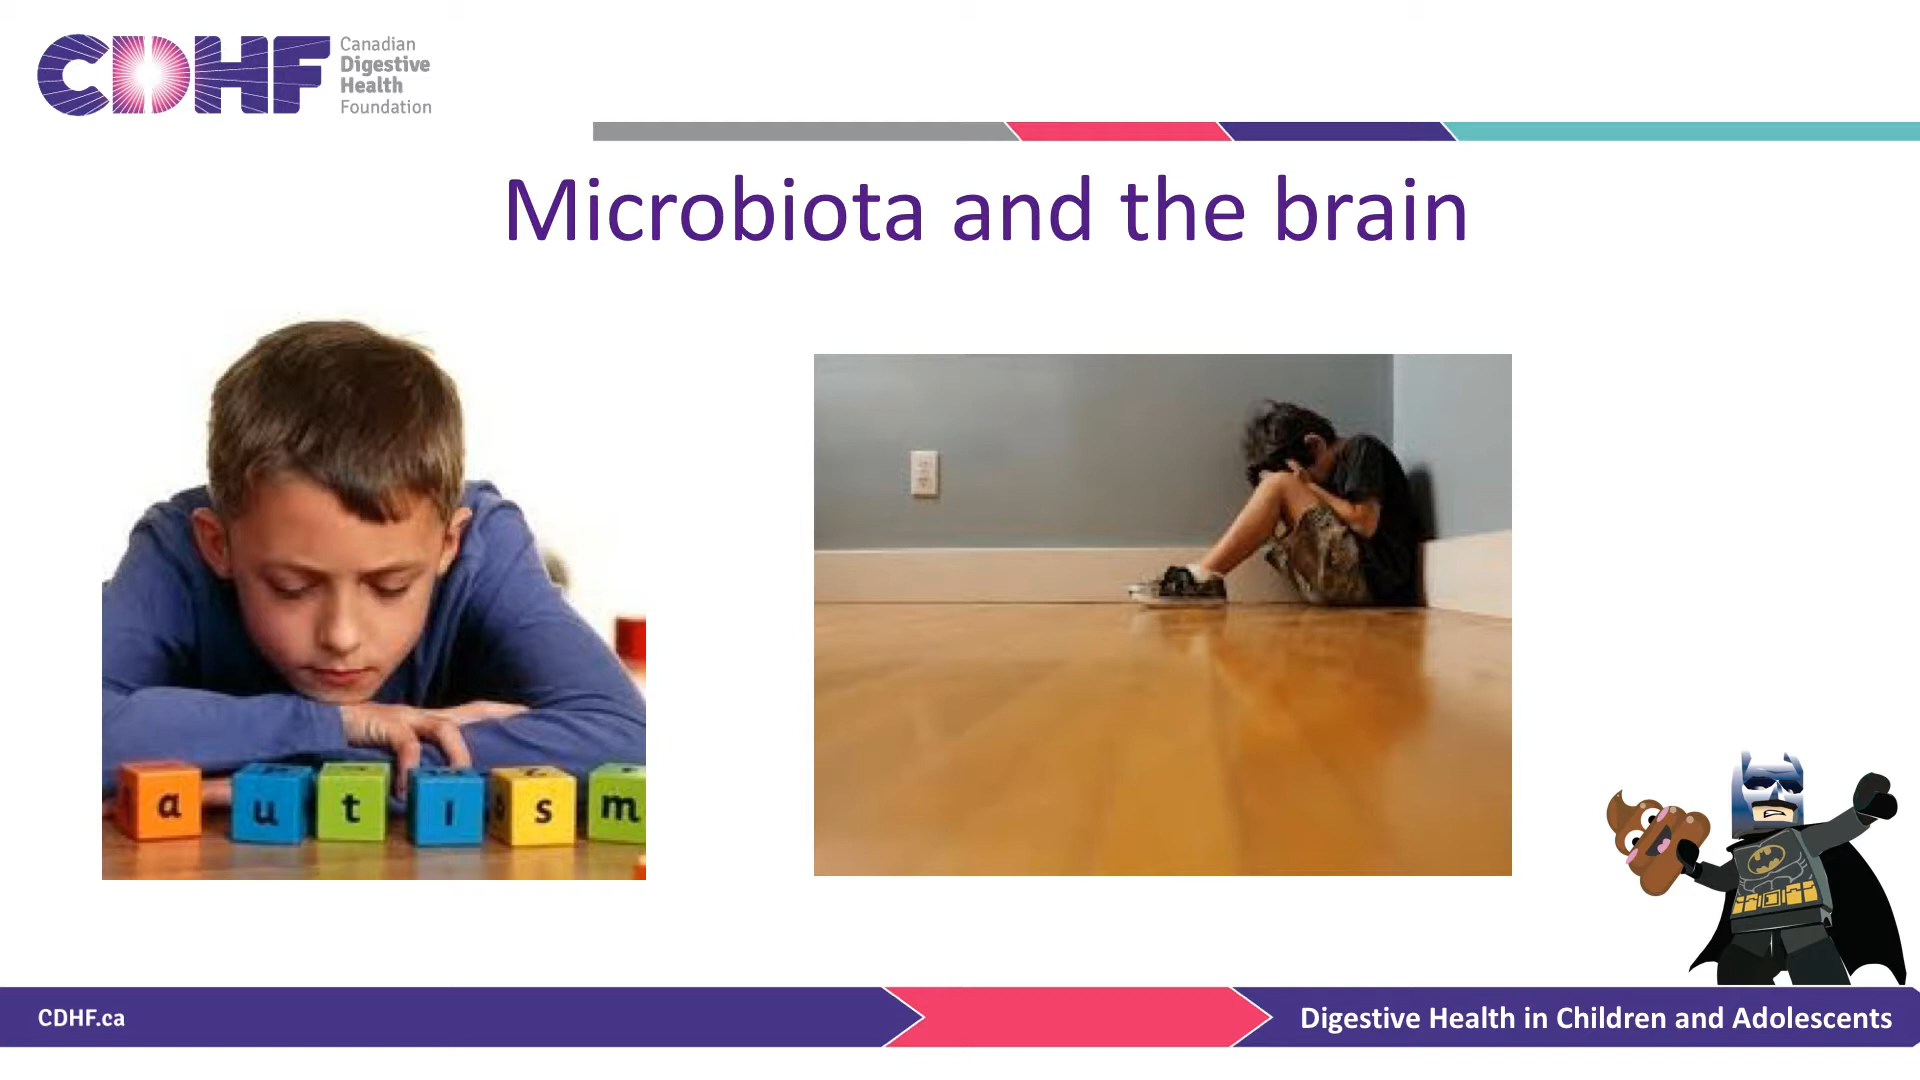 CDHF
Canadian
Digestive
Health
Foundation
Microbiota and the brain
a u t i s m
CDHF.ca
Digestive Health in Children and Adolescents